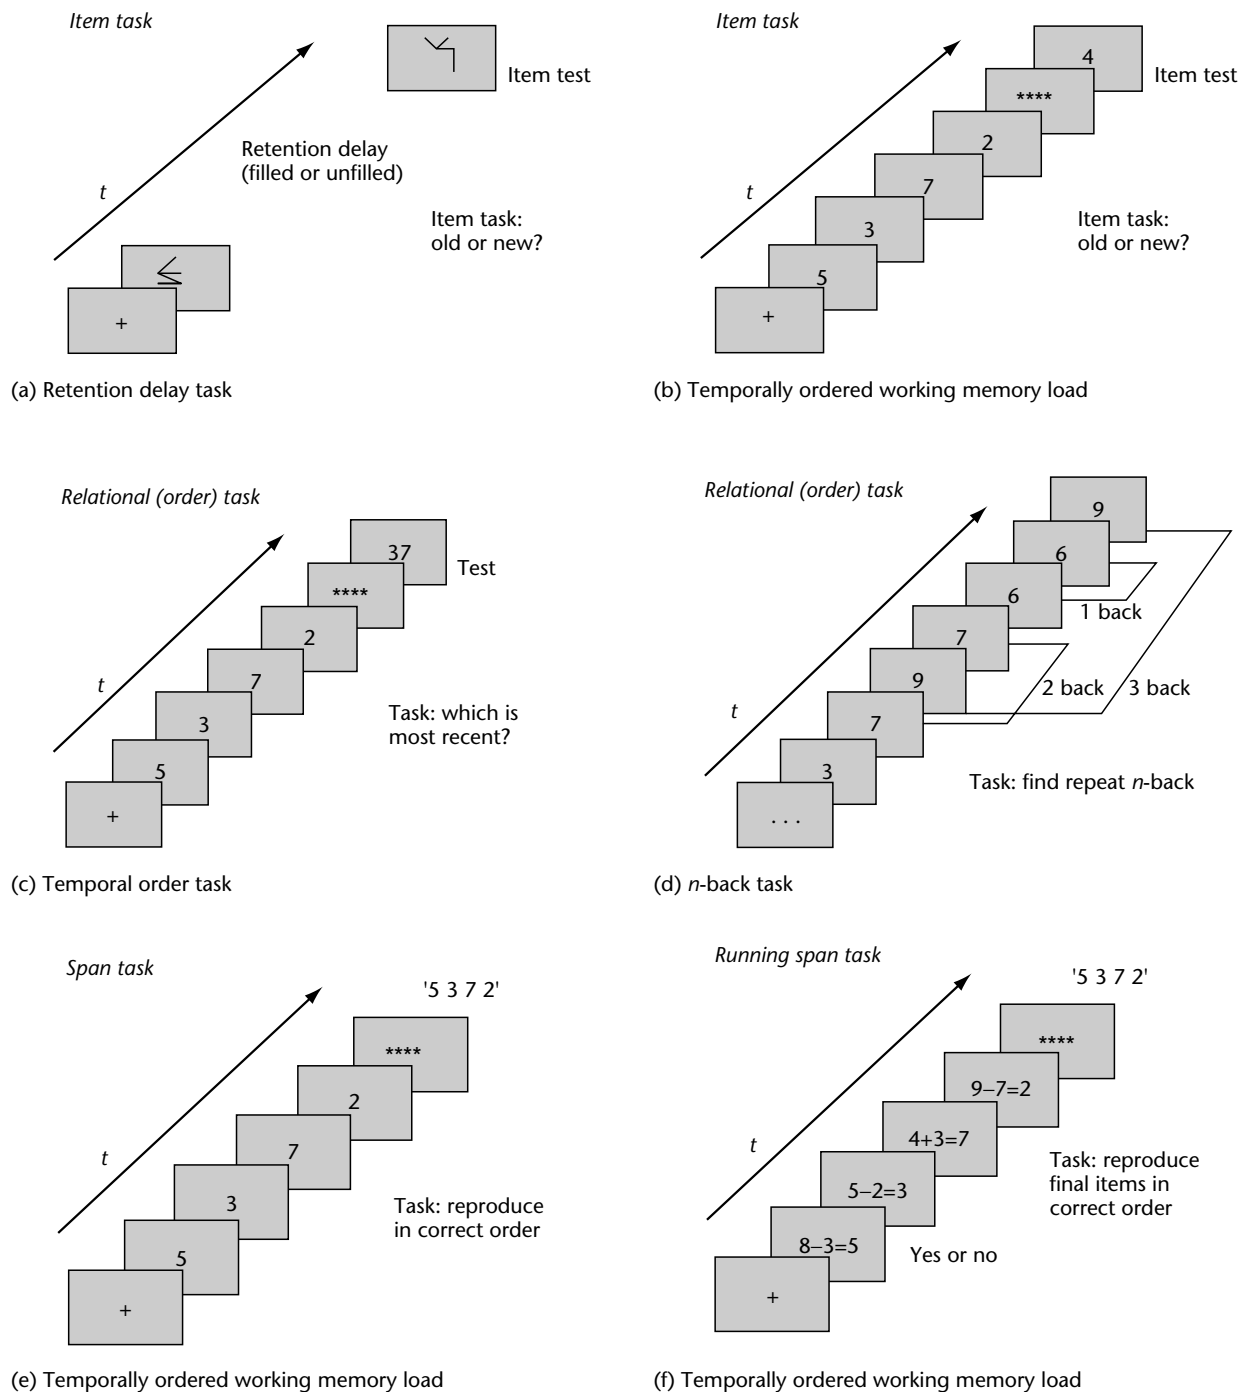 Item task
Item test
Retention delay
(filled or unfilled)
t
Item task:
old or new?
+
(a) Retention delay task
Item task
4
Item test
****
2
7
t
3
Item task:
old or new?
5
+
(b) Temporally ordered working memory load
Relational (order) task
37
Test
****
2
7
t
3
Task: which is
most recent?
5
+
(c) Temporal order task
Relational (order) task
9
6
6
1 back
7
9
2 back
3 back
t
7
3
Task: find repeat n-back
. . .
(d) n-back task
Span task
'5 3 7 2'
****
2
7
t
3
Task: reproduce
in correct order
5
+
(e) Temporally ordered working memory load
Running span task
'5 3 7 2'
****
9–7=2
4+3=7
t
5–2=3
Task: reproduce
final items in
correct order
8–3=5
Yes or no
+
(f) Temporally ordered working memory load